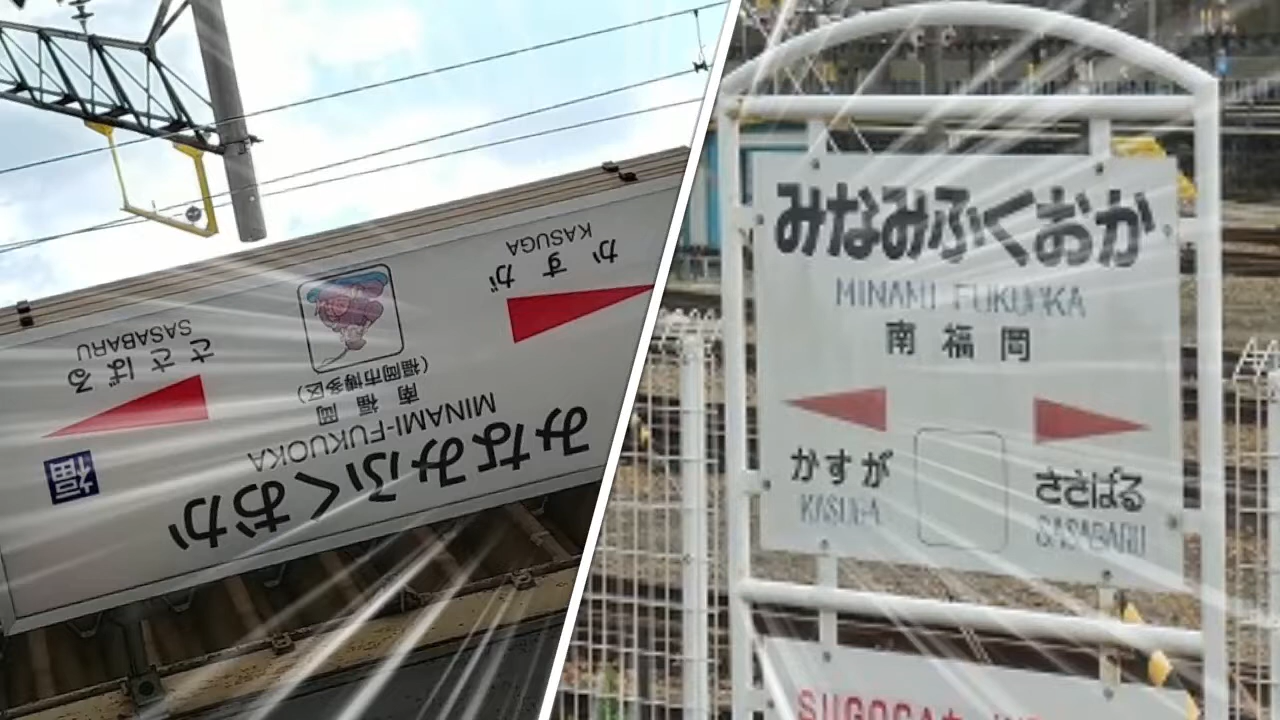 みなみふくおか
MINAMI-FUKUOKA
南福岡
（福岡市博多区）
かすが
KASUGA
ささばる
SASABARU
福
みなみふくおか
MINAMI FUKUOKA
南福岡
かすが
KASUGA
ささばる
SASABARU